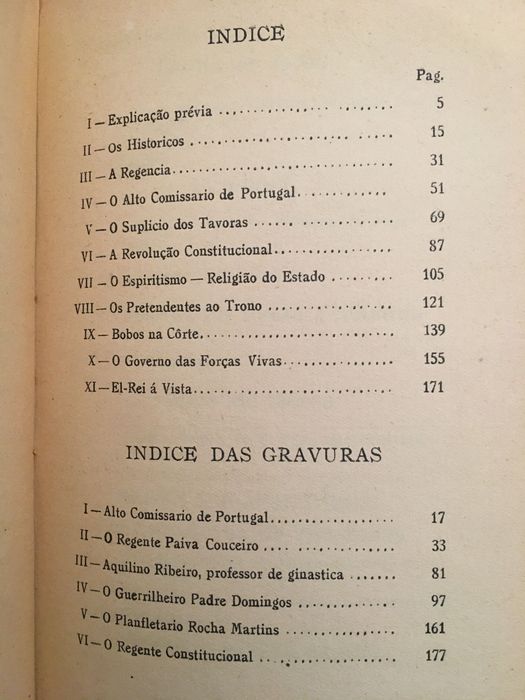 INDICE
Pag.
I—Explicação prévia 5
II—Os Historicos 15
III—A Regencia 31
IV—O Alto Comissario de Portugal 51
V—O Suplicio dos Tavoras 69
VI—A Revolução Constitucional 87
VII—O Espiritismo—Religião do Estado 105
VIII—Os Pretendentes ao Trono 121
IX—Bobos na Côrte 139
X—O Governo das Forças Vivas 155
XI—El-Rei á Vista 171
INDICE DAS GRAVURAS
I—Alto Comissario de Portugal 17
II—O Regente Paiva Couceiro 33
III—Aquilino Ribeiro, professor de ginastica 81
IV—O Guerrilheiro Padre Domingos 97
V—O Planfletario Rocha Martins 161
VI—O Regente Constitucional 177